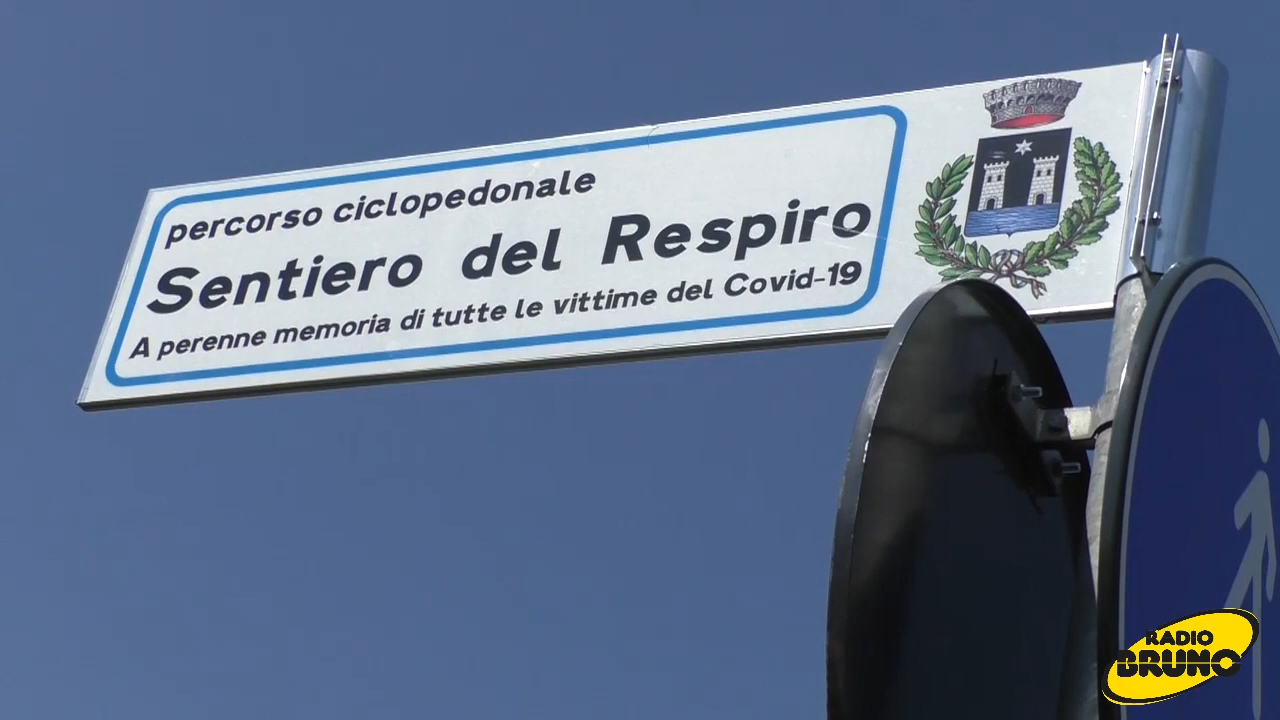 percorso ciclopedonale
Sentiero del Respiro
A perenne memoria di tutte le vittime del Covid-19
RADIO
BRUNO